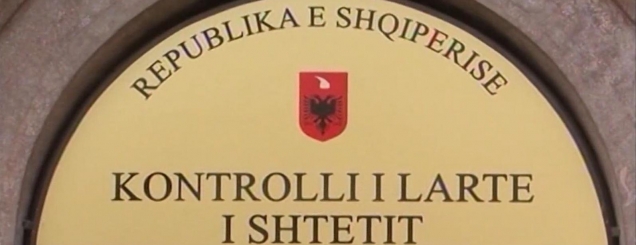 REPUBLIKA E SHQIPERISE
KONTROLLI I LARTE
I SHTETIT